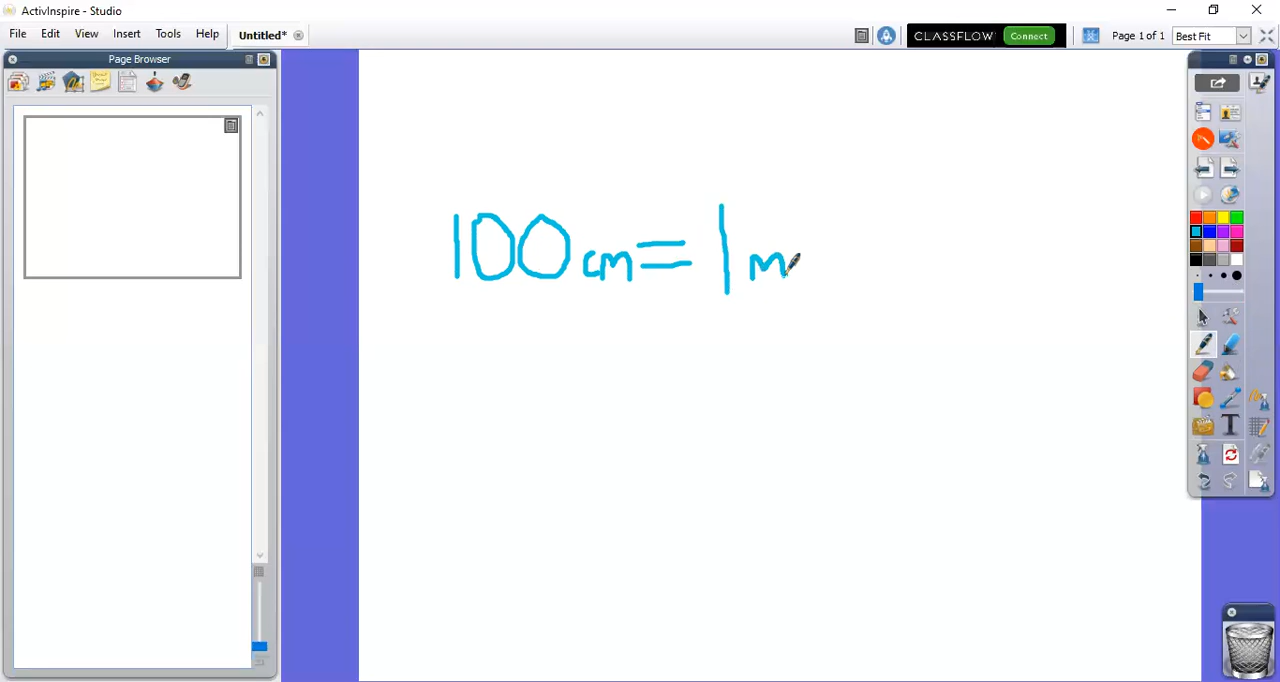 ActivInspire - Studio
File Edit View Insert Tools Help Untitled* CLASSFLOW Connect Page 1 of 1 Best Fit
Page Browser
100 cm = 1 m